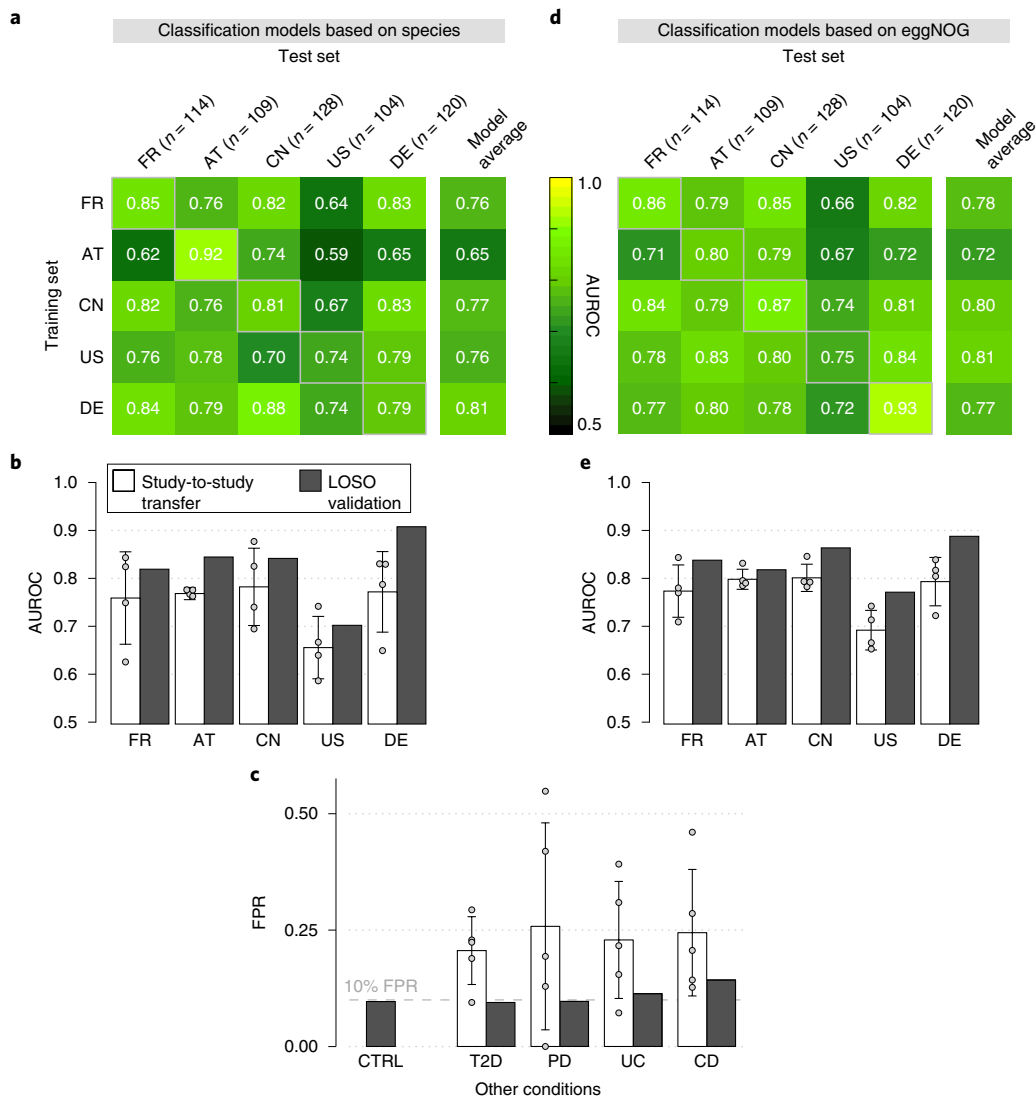 a
Classification models based on species
Test set
FR (n = 114)
AT (n = 109)
CN (n = 128)
US (n = 104)
DE (n = 120)
Model
average
Training set
FR 0.85 0.76 0.82 0.64 0.83 0.76
AT 0.62 0.92 0.74 0.59 0.65 0.65
CN 0.82 0.76 0.81 0.67 0.83 0.77
US 0.76 0.78 0.70 0.74 0.79 0.76
DE 0.84 0.79 0.88 0.74 0.79 0.81
1.0
AUROC
0.5
d
Classification models based on eggNOG
Test set
FR (n = 114)
AT (n = 109)
CN (n = 128)
US (n = 104)
DE (n = 120)
Model
average
0.86 0.79 0.85 0.66 0.82 0.78
0.71 0.80 0.79 0.67 0.72 0.72
0.84 0.79 0.87 0.74 0.81 0.80
0.78 0.83 0.80 0.75 0.84 0.81
0.77 0.80 0.78 0.72 0.93 0.77
b
Study-to-study
transfer
LOSO
validation
AUROC
1.0
0.9
0.8
0.7
0.6
0.5
FR AT CN US DE
e
AUROC
1.0
0.9
0.8
0.7
0.6
0.5
FR AT CN US DE
c
FPR
0.50
0.25
10% FPR
0.00
CTRL T2D PD UC CD
Other conditions